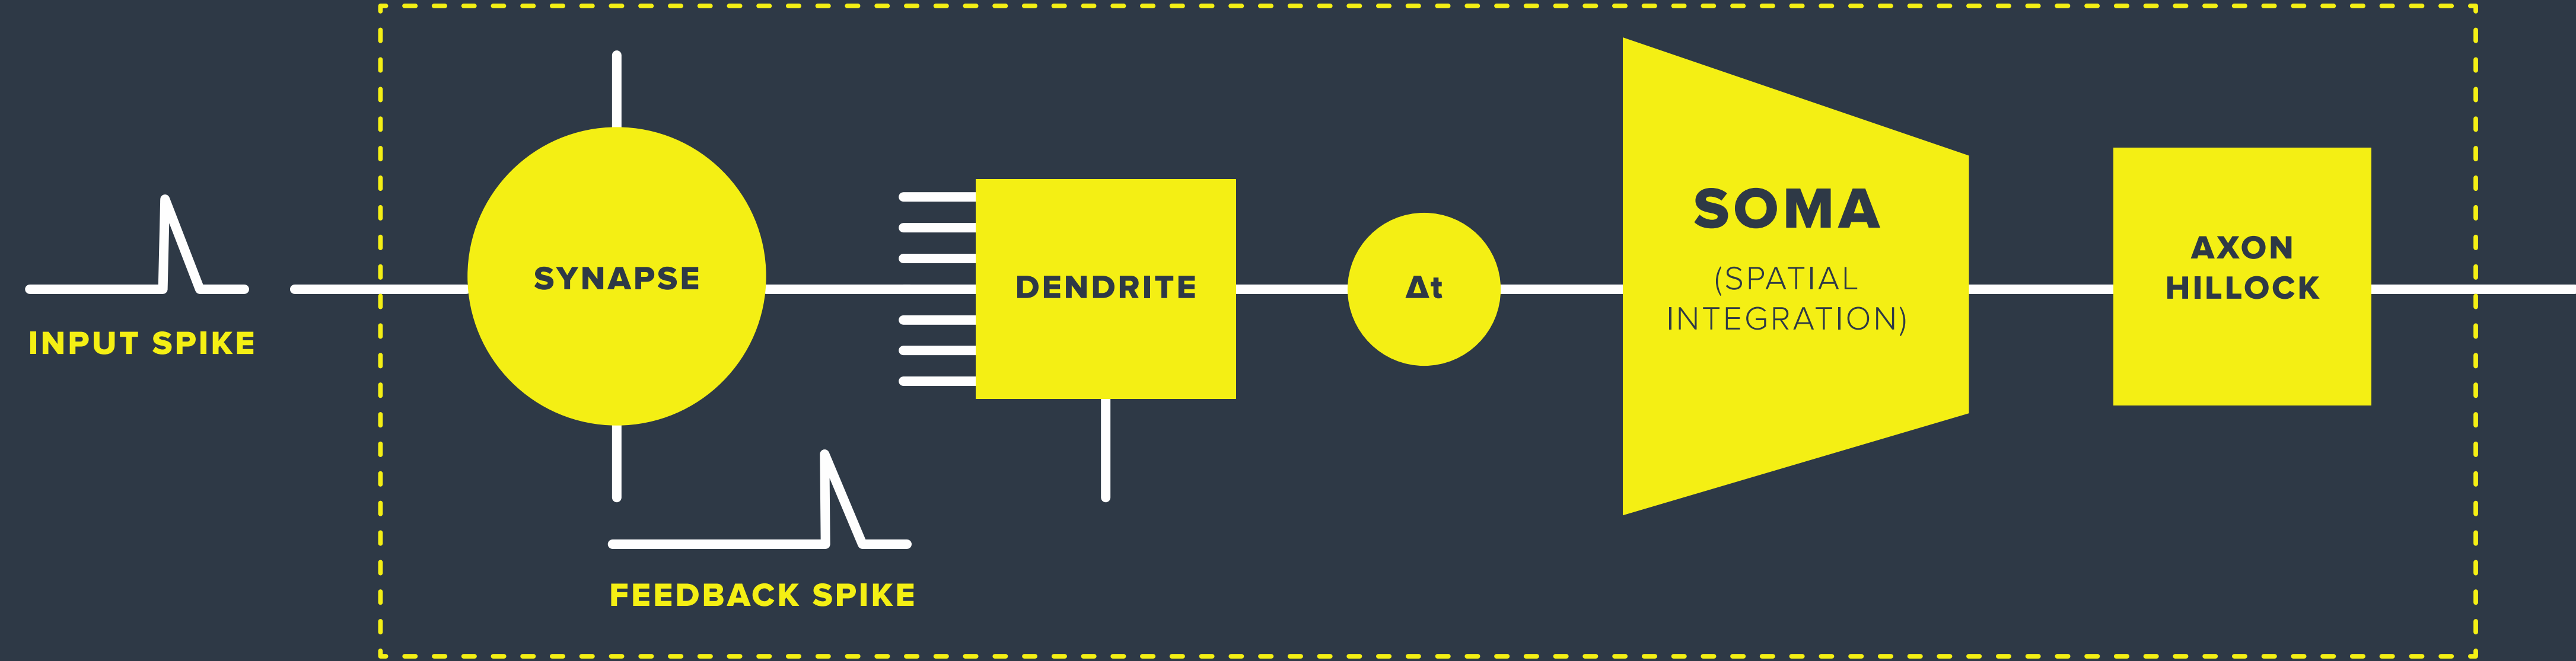 INPUT SPIKE
SYNAPSE
FEEDBACK SPIKE
DENDRITE
Δt
SOMA
(SPATIAL
INTEGRATION)
AXON
HILLOCK